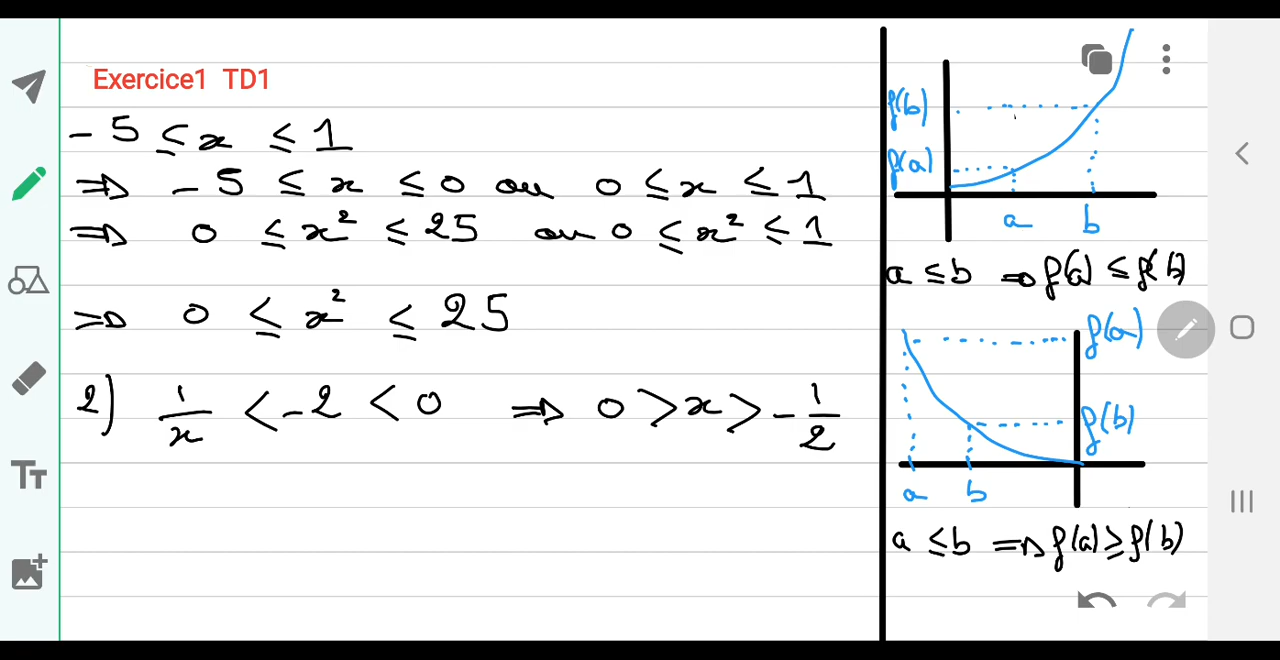 Exercice1 TD1
- 5 ≤ x ≤ 1
⇒ - 5 ≤ x ≤ 0 ou 0 ≤ x ≤ 1
⇒ 0 ≤ x² ≤ 25 ou 0 ≤ x² ≤ 1
⇒ 0 ≤ x² ≤ 25
2) 1/x < -2 < 0 ⇒ 0 > x > - 1/2
f(b)
f(a)
a b
a ≤ b ⇒ f(a) ≤ f(b)
f(a)
f(b)
a b
a ≤ b ⇒ f(a) ≥ f(b)
TT